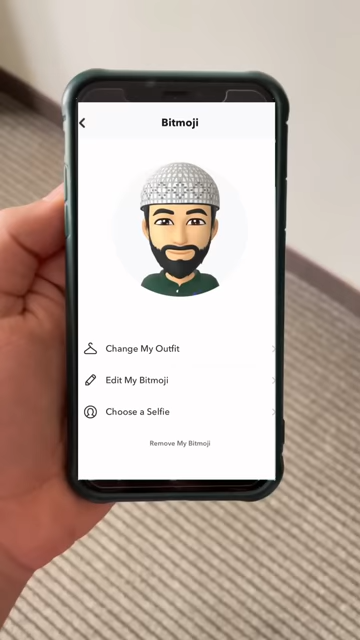 Bitmoji
Change My Outfit
Edit My Bitmoji
Choose a Selfie
Remove My Bitmoji